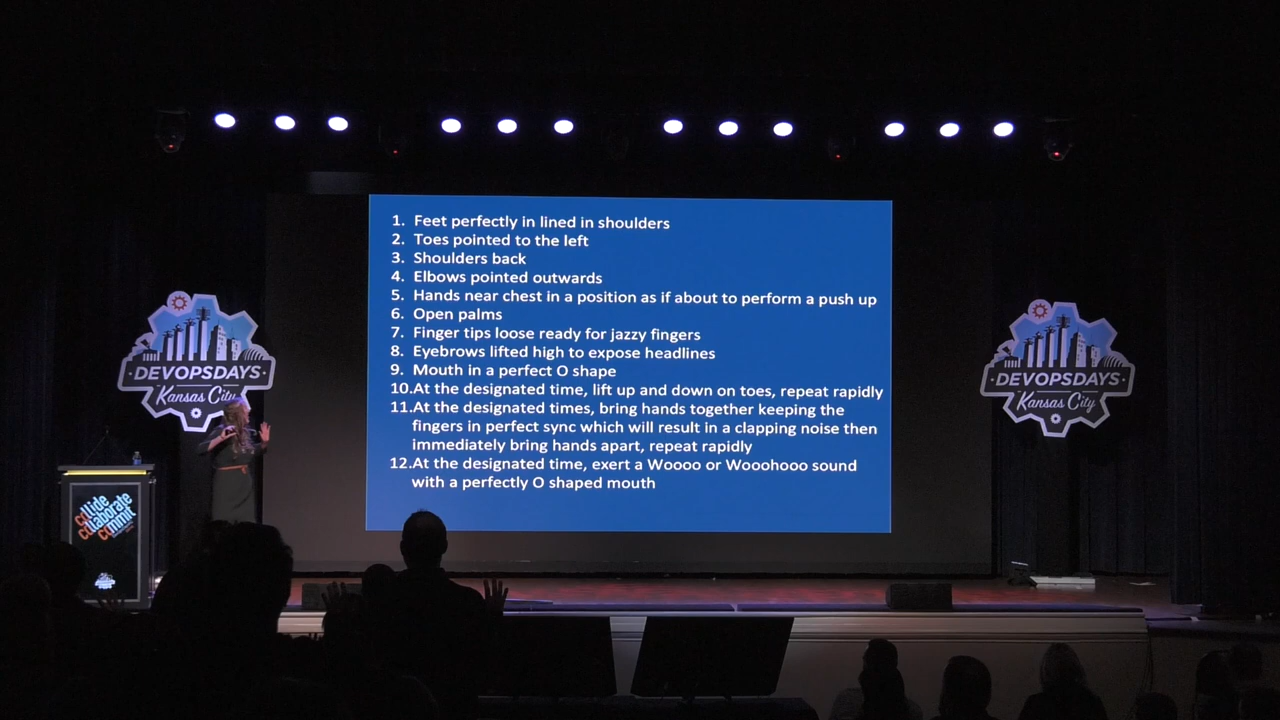 1. Feet perfectly in lined in shoulders
2. Toes pointed to the left
3. Shoulders back
4. Elbows pointed outwards
5. Hands near chest in a position as if about to perform a push up
6. Open palms
7. Finger tips loose ready for jazzy fingers
8. Eyebrows lifted high to expose headlines
9. Mouth in a perfect O shape
10.At the designated time, lift up and down on toes, repeat rapidly
11.At the designated times, bring hands together keeping the
fingers in perfect sync which will result in a clapping noise then
immediately bring hands apart, repeat rapidly
12.At the designated time, exert a Woooo or Wooohooo sound
with a perfectly O shaped mouth
DEVOPSDAYS
Kansas City
DEVOPSDAYS
Kansas City
collide
collaborate
commit